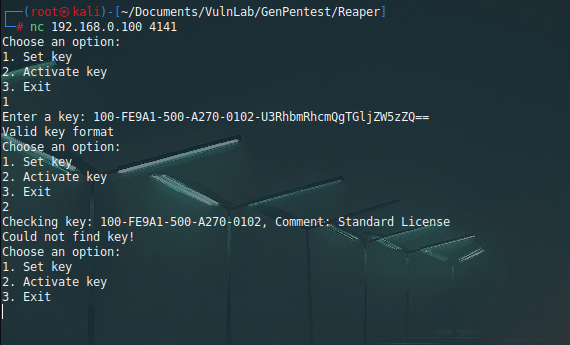 ┌──(root㉿kali)-[~/Documents/VulnLab/GenPentest/Reaper]
└─# nc 192.168.0.100 4141
Choose an option:
1. Set key
2. Activate key
3. Exit
1
Enter a key: 100-FE9A1-500-A270-0102-U3RhbmRhcmQgTGljZW5zZQ==
Valid key format
Choose an option:
1. Set key
2. Activate key
3. Exit
2
Checking key: 100-FE9A1-500-A270-0102, Comment: Standard License
Could not find key!
Choose an option:
1. Set key
2. Activate key
3. Exit